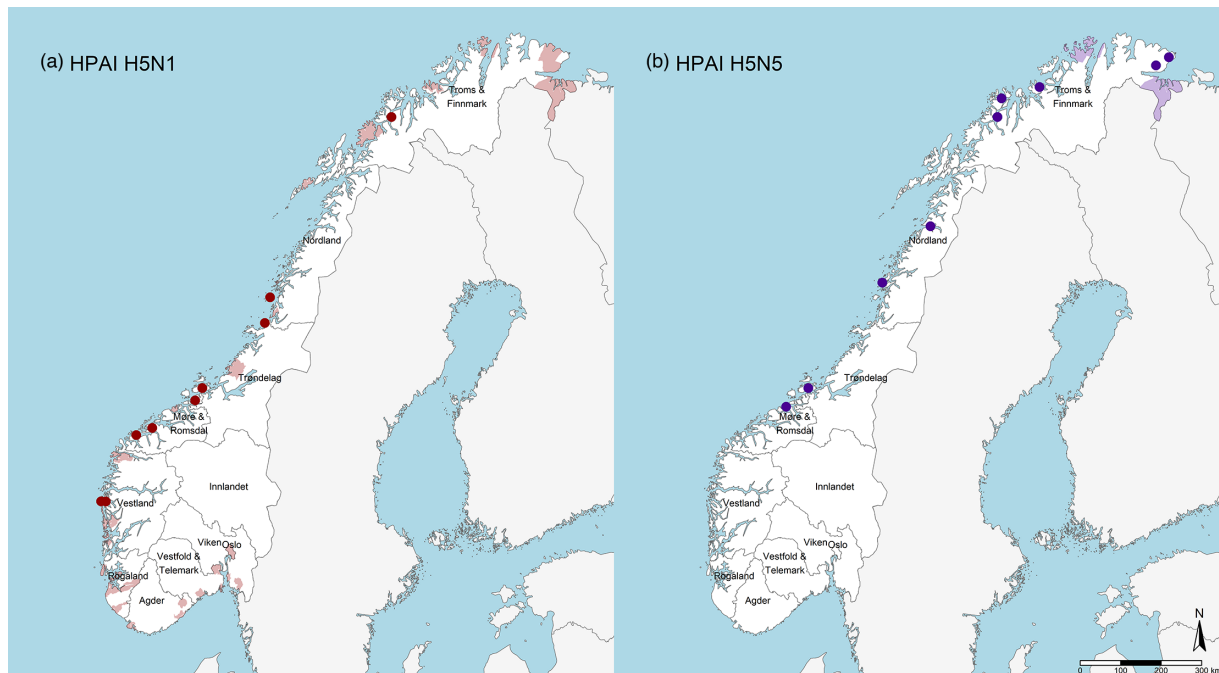 (a) HPAI H5N1
Troms &
Finnmark
Nordland
Trøndelag
Møre &
Romsdal
Innlandet
Vestland
Viken
Oslo
Vestfold &
Telemark
Rogaland
Agder
(b) HPAI H5N5
Troms &
Finnmark
Nordland
Trøndelag
Møre &
Romsdal
Innlandet
Vestland
Viken
Oslo
Vestfold &
Telemark
Rogaland
Agder
N
0 100 200 300 km